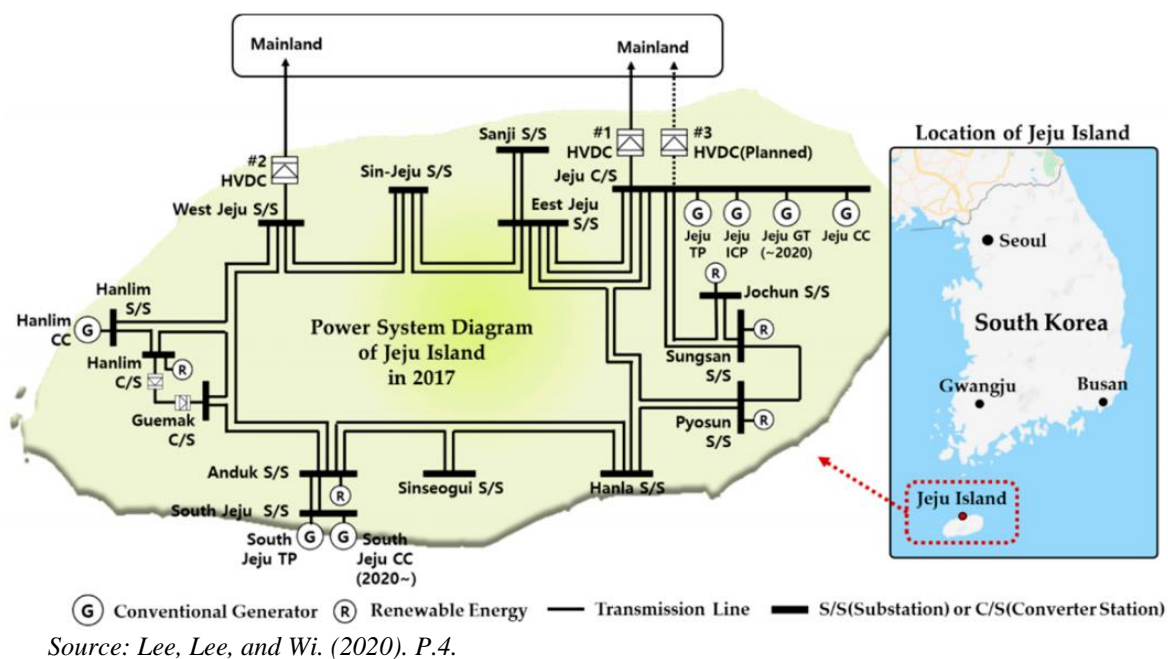 Mainland
Mainland
#2
HVDC
West Jeju S/S
Sin-Jeju S/S
Sanji S/S
Eest Jeju
S/S
#1
HVDC
Jeju C/S
#3
HVDC(Planned)
G
Jeju
TP
G
Jeju
ICP
G
Jeju GT
(~2020)
G
Jeju CC
R
Jochun S/S
R
Sungsan
S/S
R
Pyosun
S/S
Hanlim
S/S
Hanlim
CC
G
Hanlim
C/S
R
Guemak
C/S
Power System Diagram
of Jeju Island
in 2017
Anduk S/S
R
Sinseogui S/S
Hanla S/S
South Jeju S/S
South
Jeju TP
G
G
South
Jeju CC
(2020~)
Location of Jeju Island
Seoul
South Korea
Gwangju
Busan
Jeju Island
G Conventional Generator R Renewable Energy Transmission Line S/S(Substation) or C/S(Converter Station)
Source: Lee, Lee, and Wi. (2020). P.4.